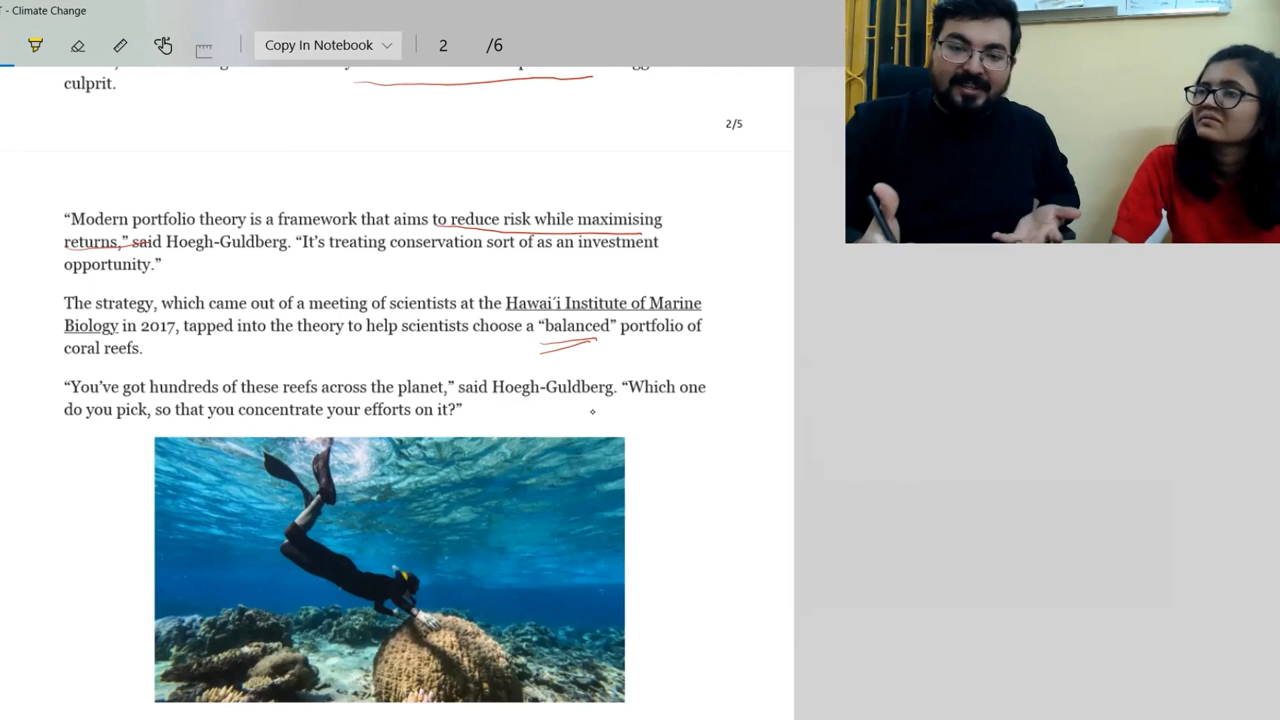 - Climate Change
Copy In Notebook
2
/6
culprit.
2/5
“Modern portfolio theory is a framework that aims to reduce risk while maximising
returns,” said Hoegh-Guldberg. “It’s treating conservation sort of as an investment
opportunity.”
The strategy, which came out of a meeting of scientists at the Hawai´i Institute of Marine
Biology in 2017, tapped into the theory to help scientists choose a “balanced” portfolio of
coral reefs.
“You’ve got hundreds of these reefs across the planet,” said Hoegh-Guldberg. “Which one
do you pick, so that you concentrate your efforts on it?”